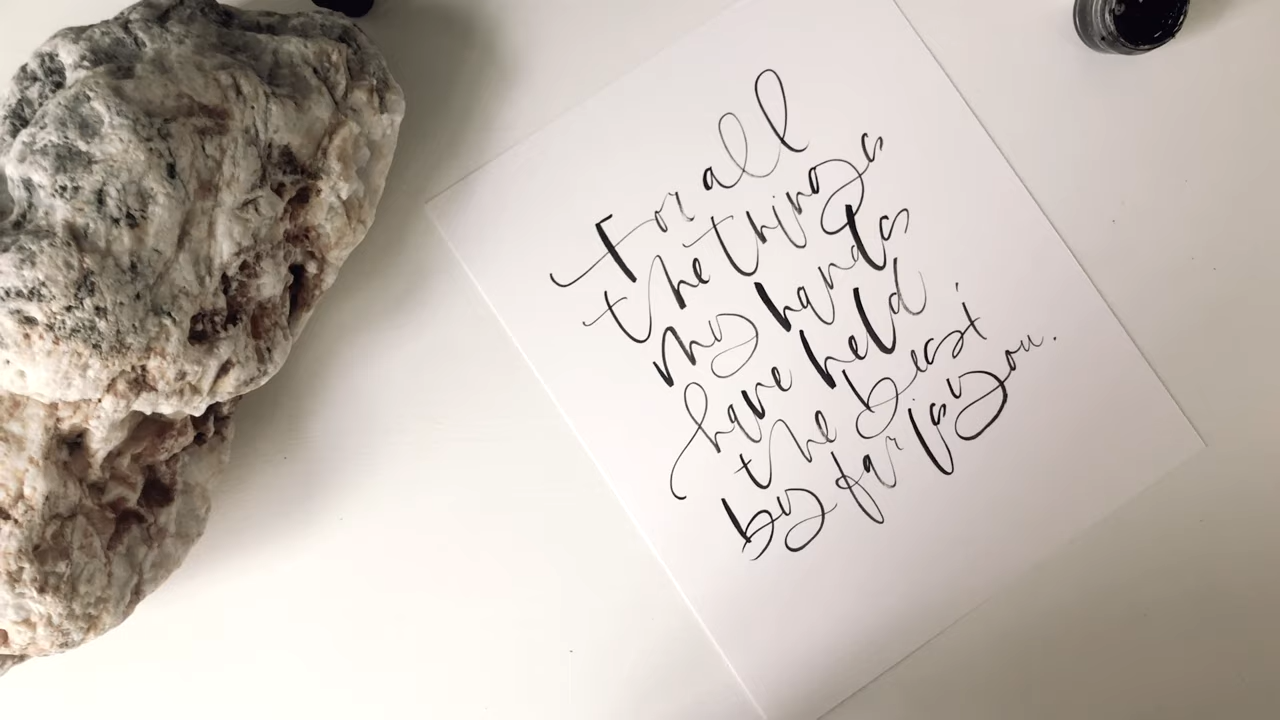 For all
the things
my hands
have held
the best
by far is you.